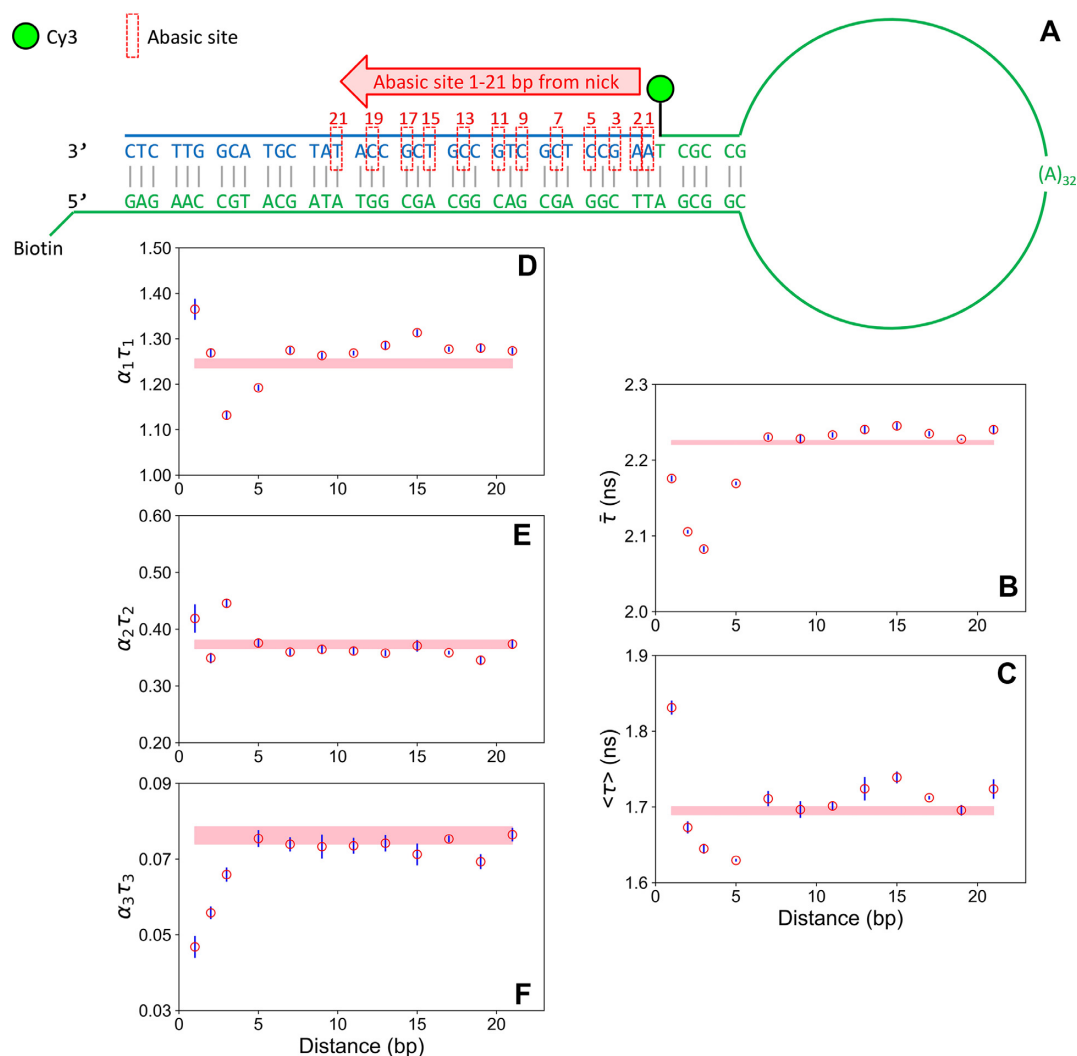 Cy3
Abasic site
A
Abasic site 1-21 bp from nick
21 19 17 15 13 11 9 7 5 3 21
3’ CTC TTG GCA TGC TAT ACC GCT GCC GTC GCT CCG AAT CGC CG
(A)32
5’ GAG AAC CGT ACG ATA TGG CGA CGG CAG CGA GGC TTA GCG GC
Biotin
D
α1τ1
1.50
1.40
1.30
1.20
1.10
1.00
0 5 10 15 20
E
α2τ2
0.60
0.50
0.40
0.30
0.20
0 5 10 15 20
F
α3τ3
0.09
0.07
0.05
0.03
0 5 10 15 20
Distance (bp)
B
τ̄ (ns)
2.3
2.2
2.1
2.0
0 5 10 15 20
C
<τ> (ns)
1.9
1.8
1.7
1.6
0 5 10 15 20
Distance (bp)